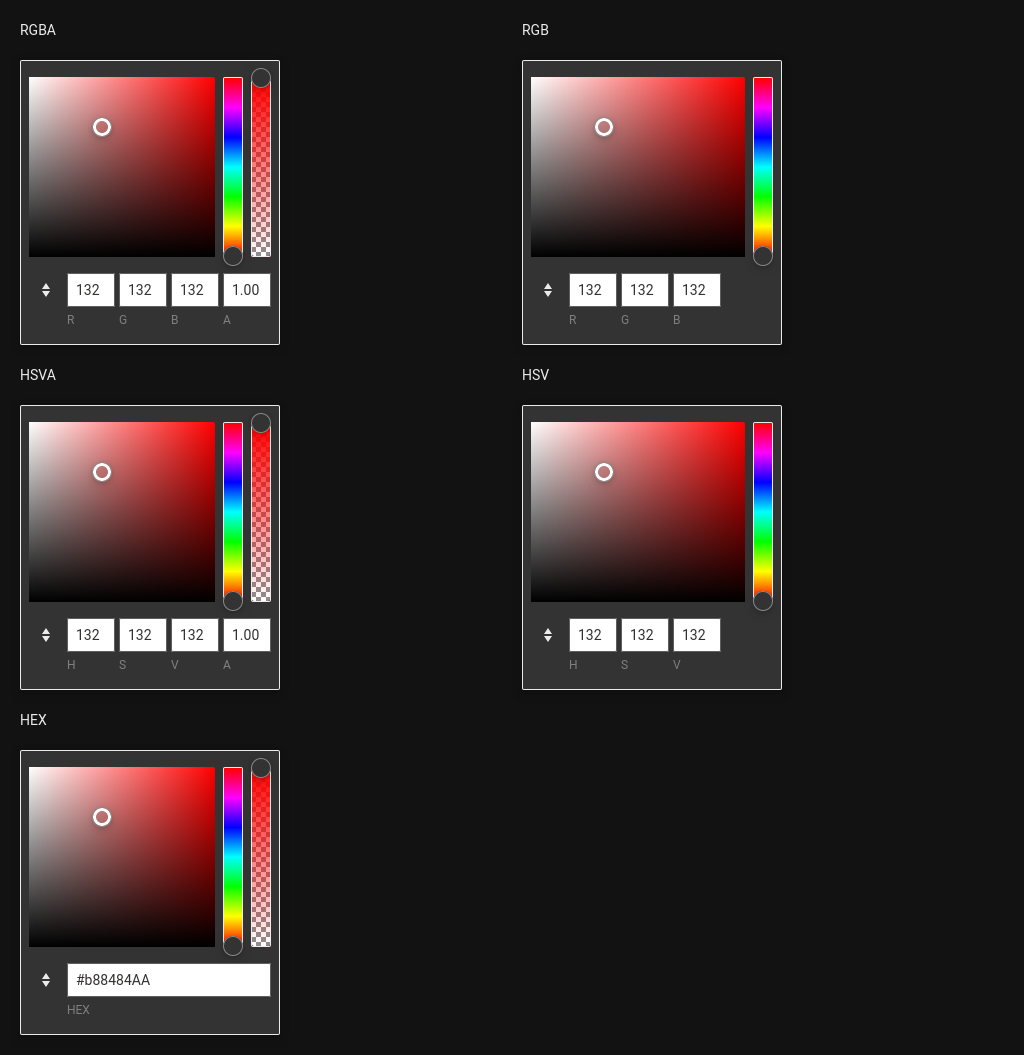 RGBA RGB
132 132 132 1.00 132 132 132
R G B A R G B
HSVA HSV
132 132 132 1.00 132 132 132
H S V A H S V
HEX
#b88484AA
HEX